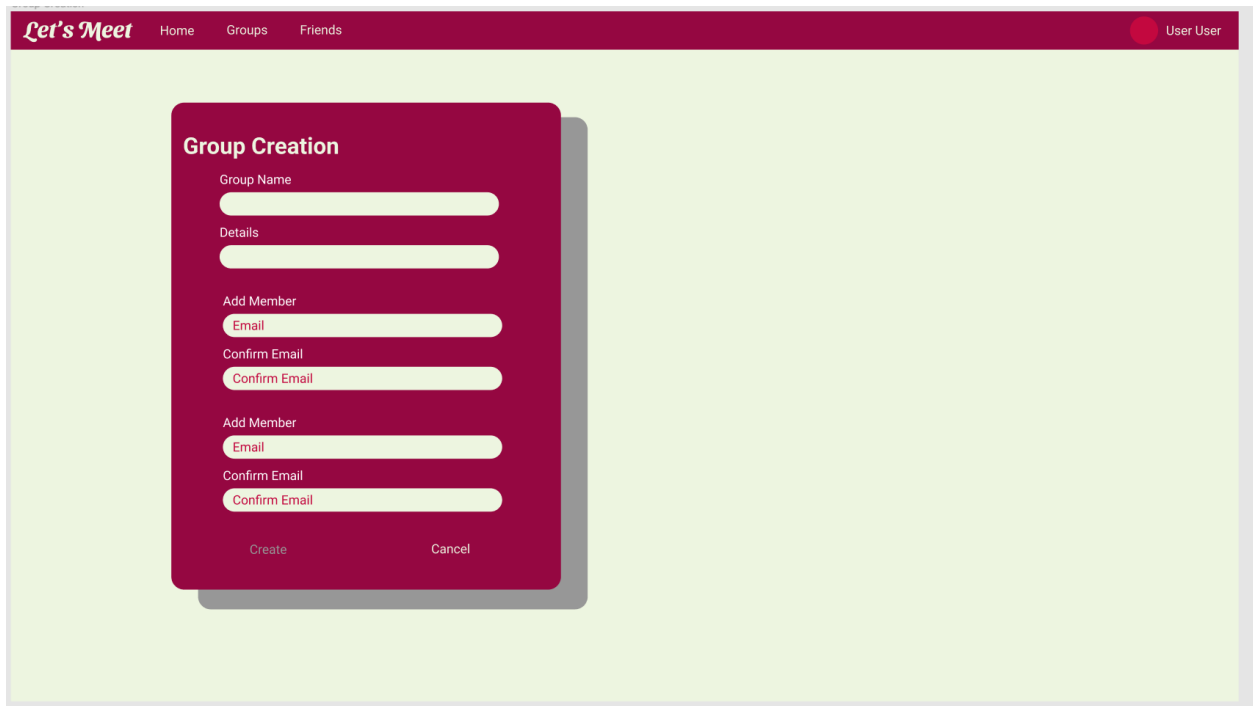 Let's Meet Home Groups Friends User User
Group Creation
Group Name
Details
Add Member
Email
Confirm Email
Confirm Email
Add Member
Email
Confirm Email
Confirm Email
Create Cancel